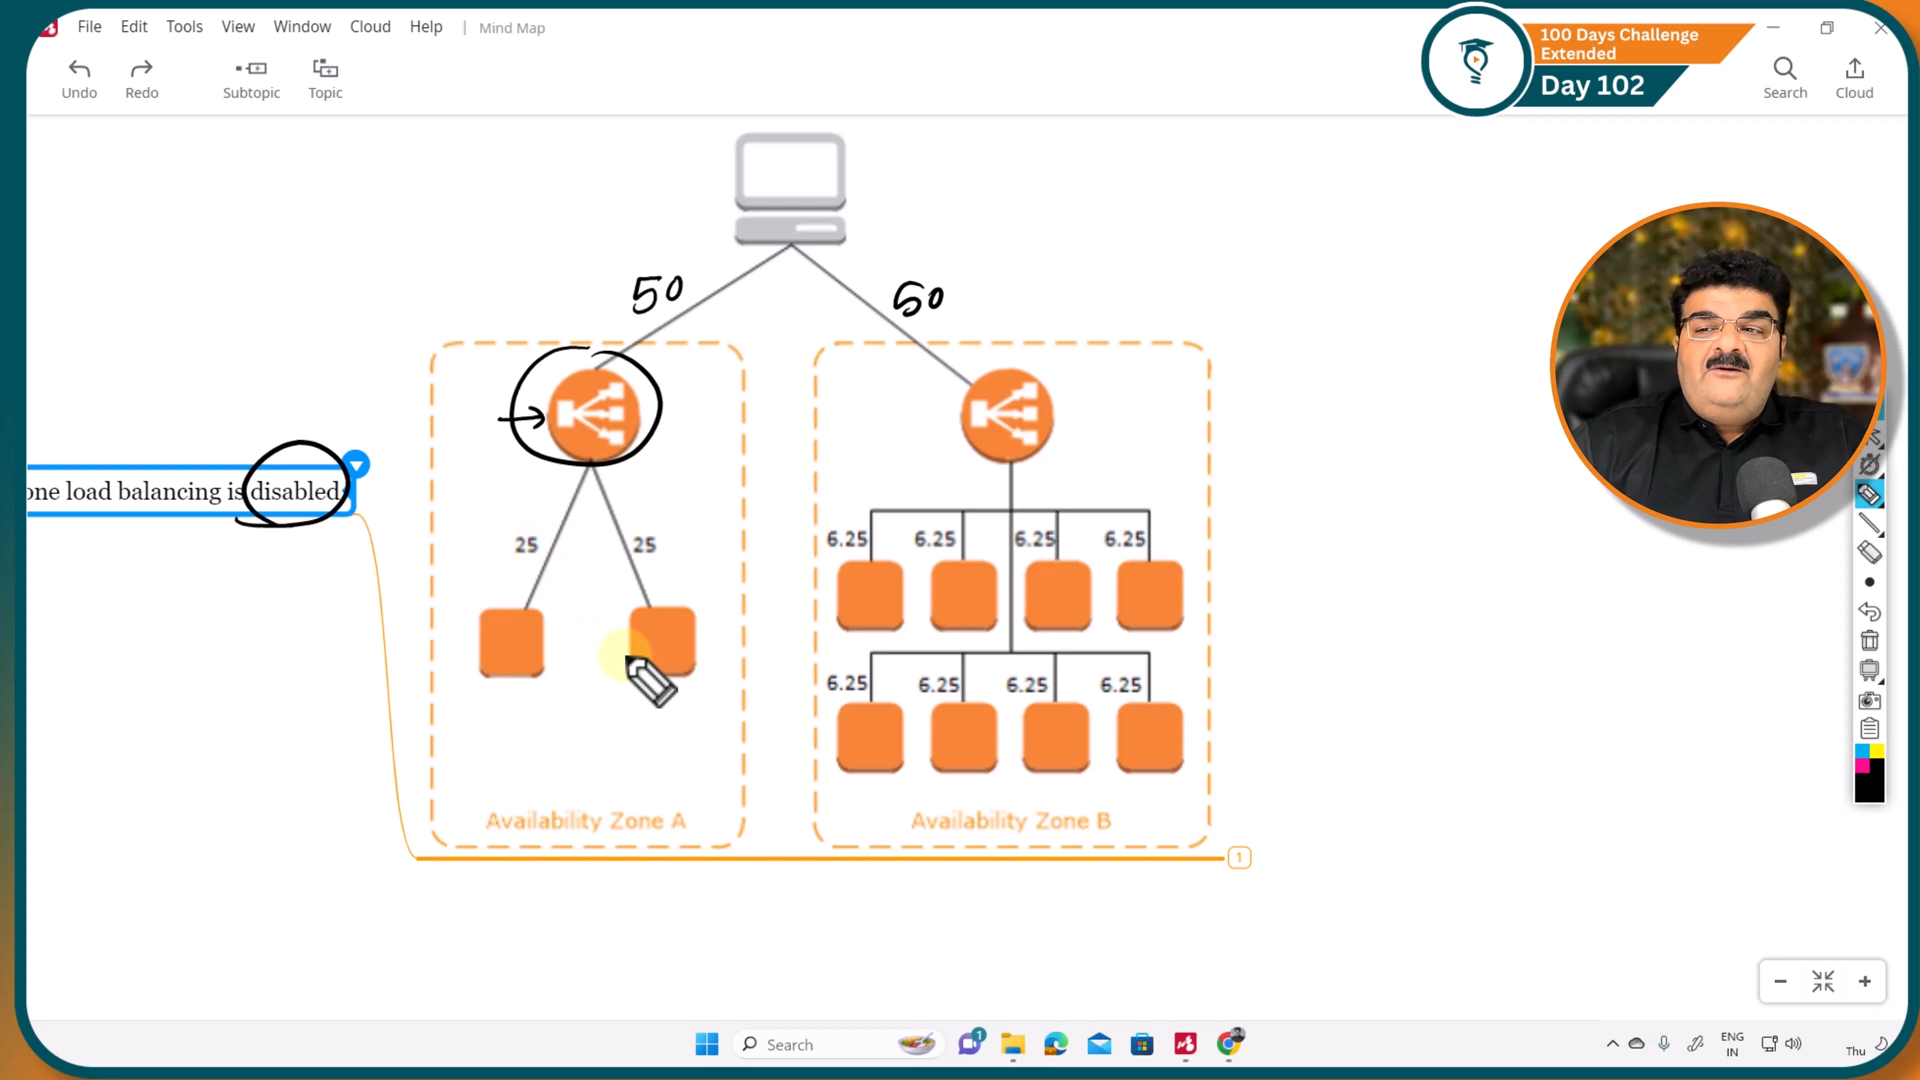 File Edit Tools View Window Cloud Help | Mind Map
100 Days Challenge
Extended
Day 102
Undo Redo Subtopic Topic
Search Cloud
50 50
one load balancing is disabled
25 25
6.25 6.25 6.25 6.25
6.25 6.25 6.25 6.25
Availability Zone A Availability Zone B
1
Search
1
ENG
IN
Thu